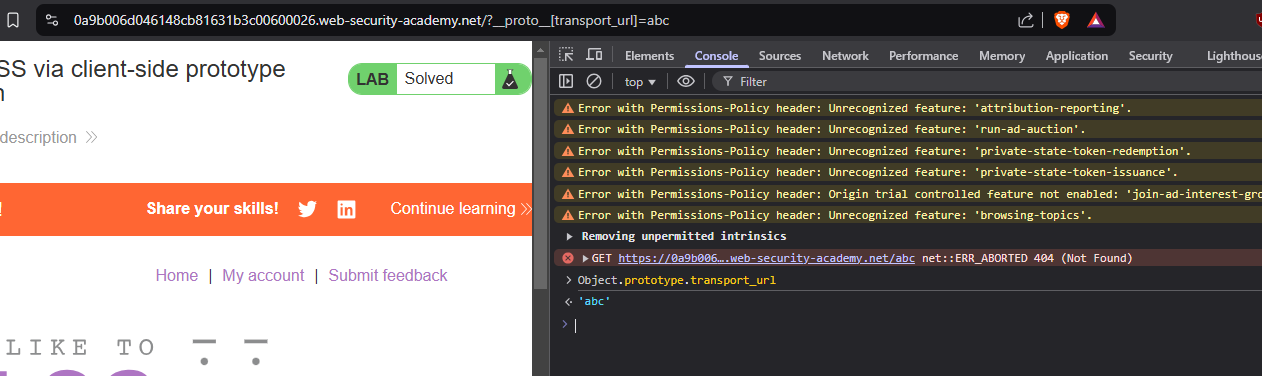 0a9b006d046148cb81631b3c00600026.web-security-academy.net/?__proto__[transport_url]=abc
SS via client-side prototype
n
LAB Solved
description
Share your skills!
Continue learning
Home | My account | Submit feedback
LIKE TO
Elements Console Sources Network Performance Memory Application Security Lighthous
top Filter
Error with Permissions-Policy header: Unrecognized feature: 'attribution-reporting'.
Error with Permissions-Policy header: Unrecognized feature: 'run-ad-auction'.
Error with Permissions-Policy header: Unrecognized feature: 'private-state-token-redemption'.
Error with Permissions-Policy header: Unrecognized feature: 'private-state-token-issuance'.
Error with Permissions-Policy header: Origin trial controlled feature not enabled: 'join-ad-interest-gro
Error with Permissions-Policy header: Unrecognized feature: 'browsing-topics'.
Removing unpermitted intrinsics
GET https://0a9b006….web-security-academy.net/abc net::ERR_ABORTED 404 (Not Found)
Object.prototype.transport_url
'abc'